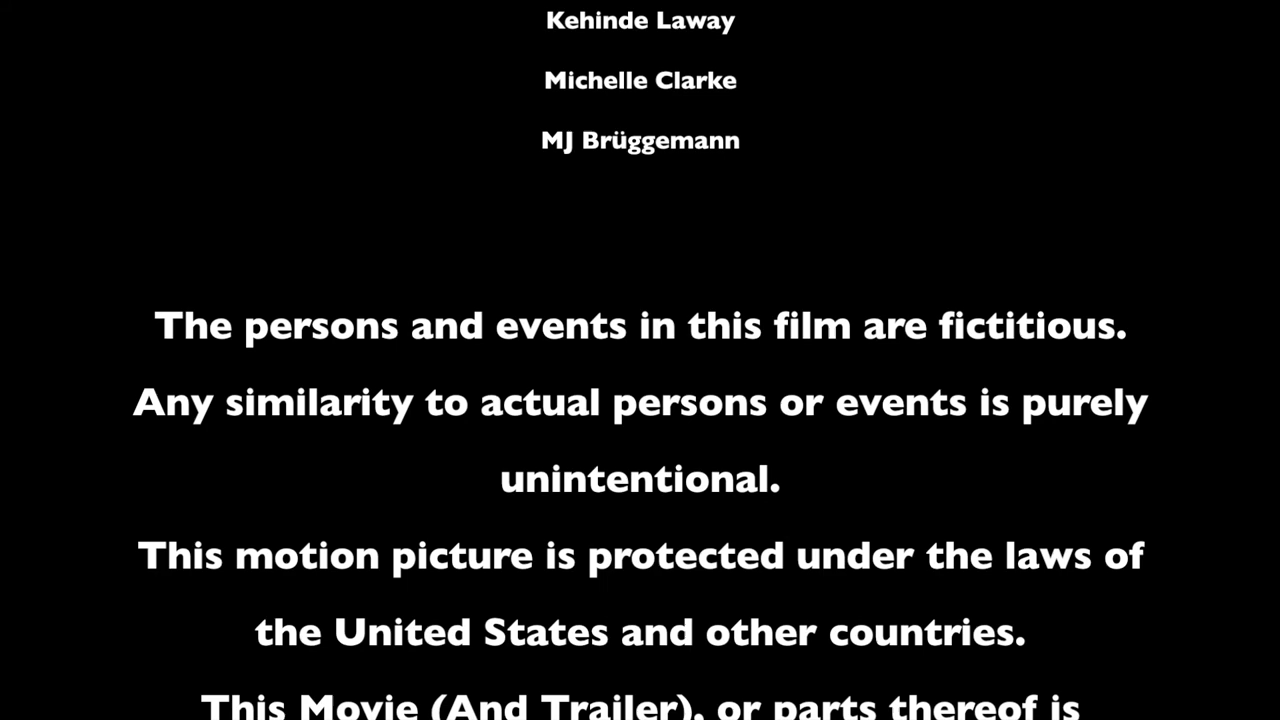 Kehinde Laway
Michelle Clarke
MJ Brüggemann
The persons and events in this film are fictitious.
Any similarity to actual persons or events is purely
unintentional.
This motion picture is protected under the laws of
the United States and other countries.
This Movie (And Trailer), or parts thereof is